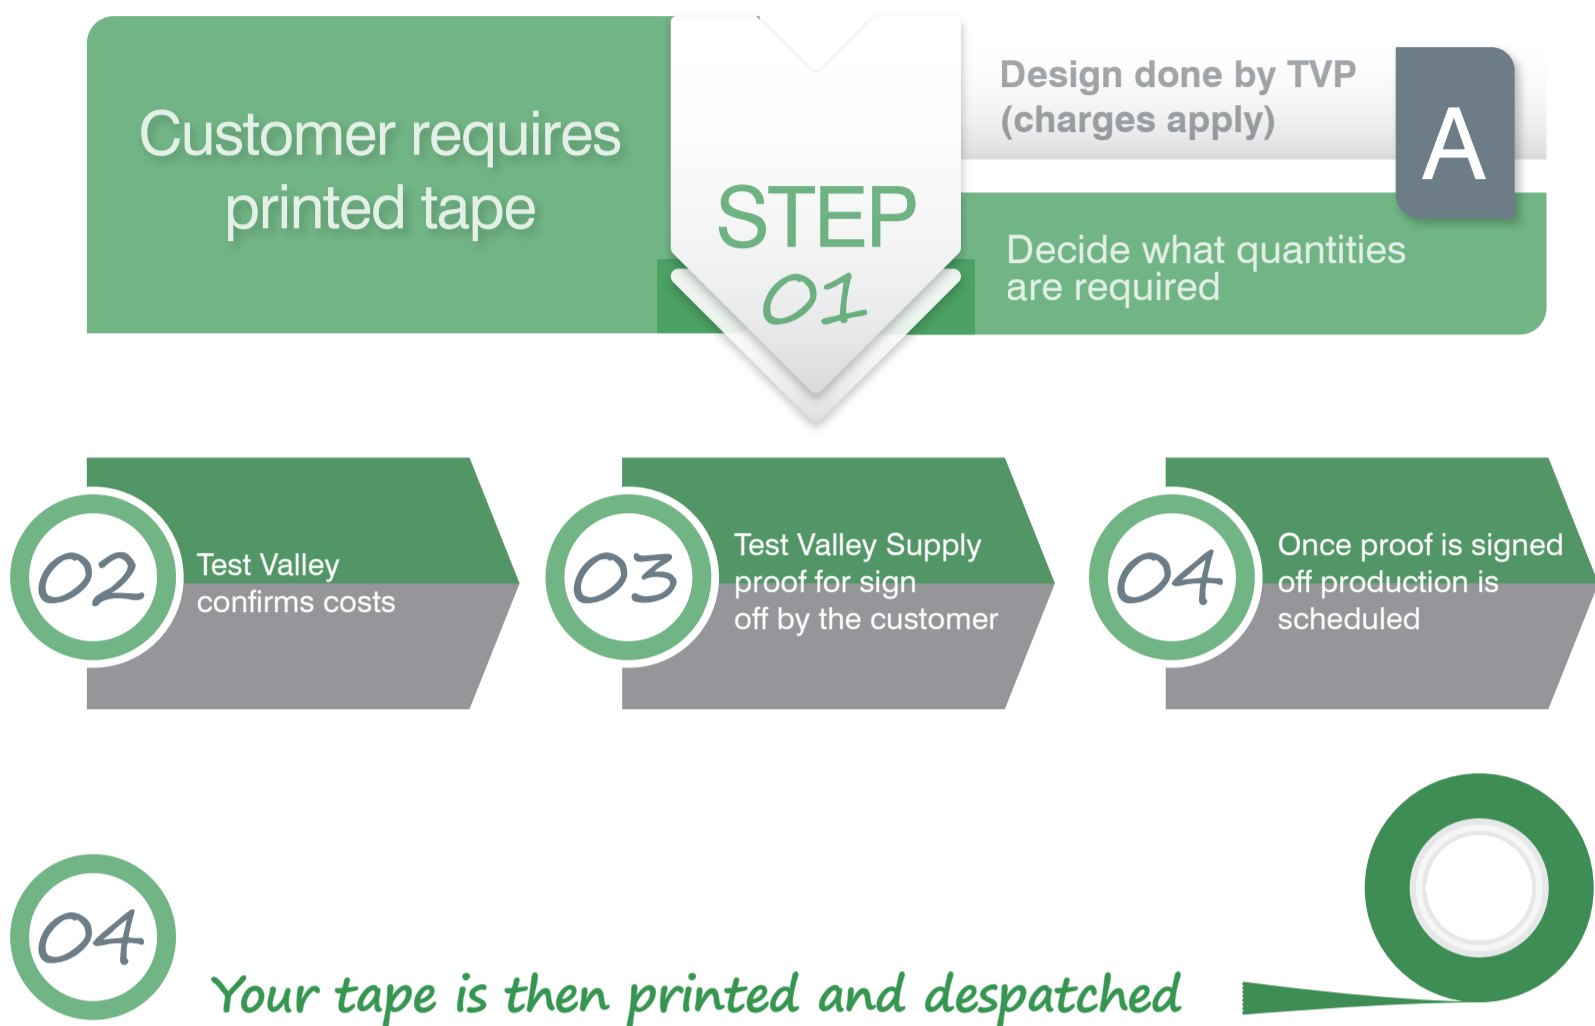 Customer requires
printed tape
STEP
01
Design done by TVP
(charges apply)
A
Decide what quantities
are required
02
Test Valley
confirms costs
03
Test Valley Supply
proof for sign
off by the customer
04
Once proof is signed
off production is
scheduled
04
Your tape is then printed and despatched